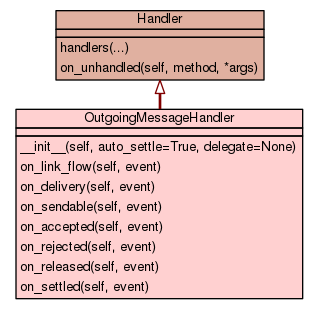 Handler
handlers(...)
on_unhandled(self, method, *args)
OutgoingMessageHandler
__init__(self, auto_settle=True, delegate=None)
on_link_flow(self, event)
on_delivery(self, event)
on_sendable(self, event)
on_accepted(self, event)
on_rejected(self, event)
on_released(self, event)
on_settled(self, event)